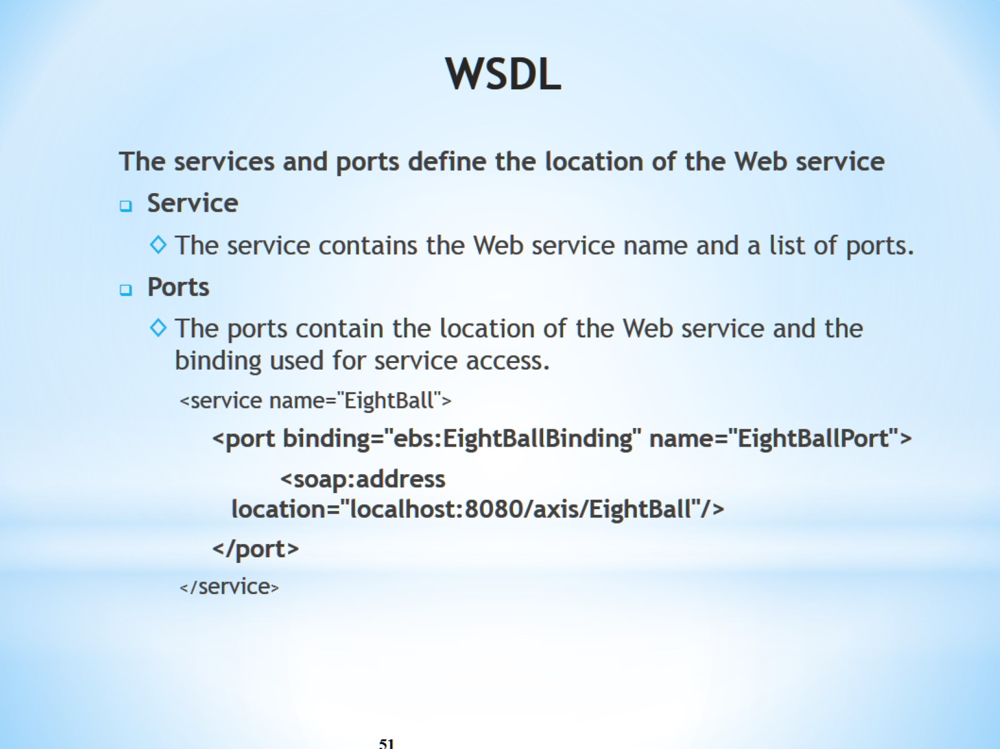 WSDL
The services and ports define the location of the Web service
Service
The service contains the Web service name and a list of ports.
Ports
The ports contain the location of the Web service and the
binding used for service access.
<service name="EightBall">
<port binding="ebs:EightBallBinding" name="EightBallPort">
<soap:address
location="localhost:8080/axis/EightBall"/>
</port>
</service>
51